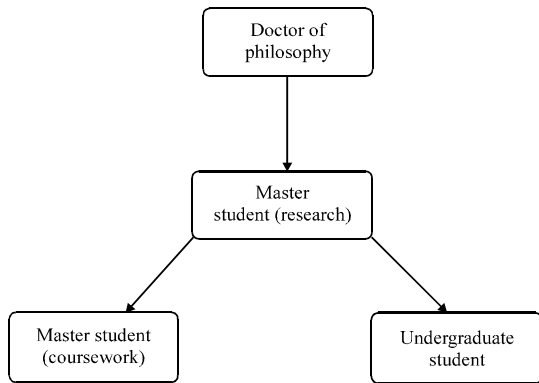 Doctor of
philosophy
Master
student (research)
Master student
(coursework)
Undergraduate
student